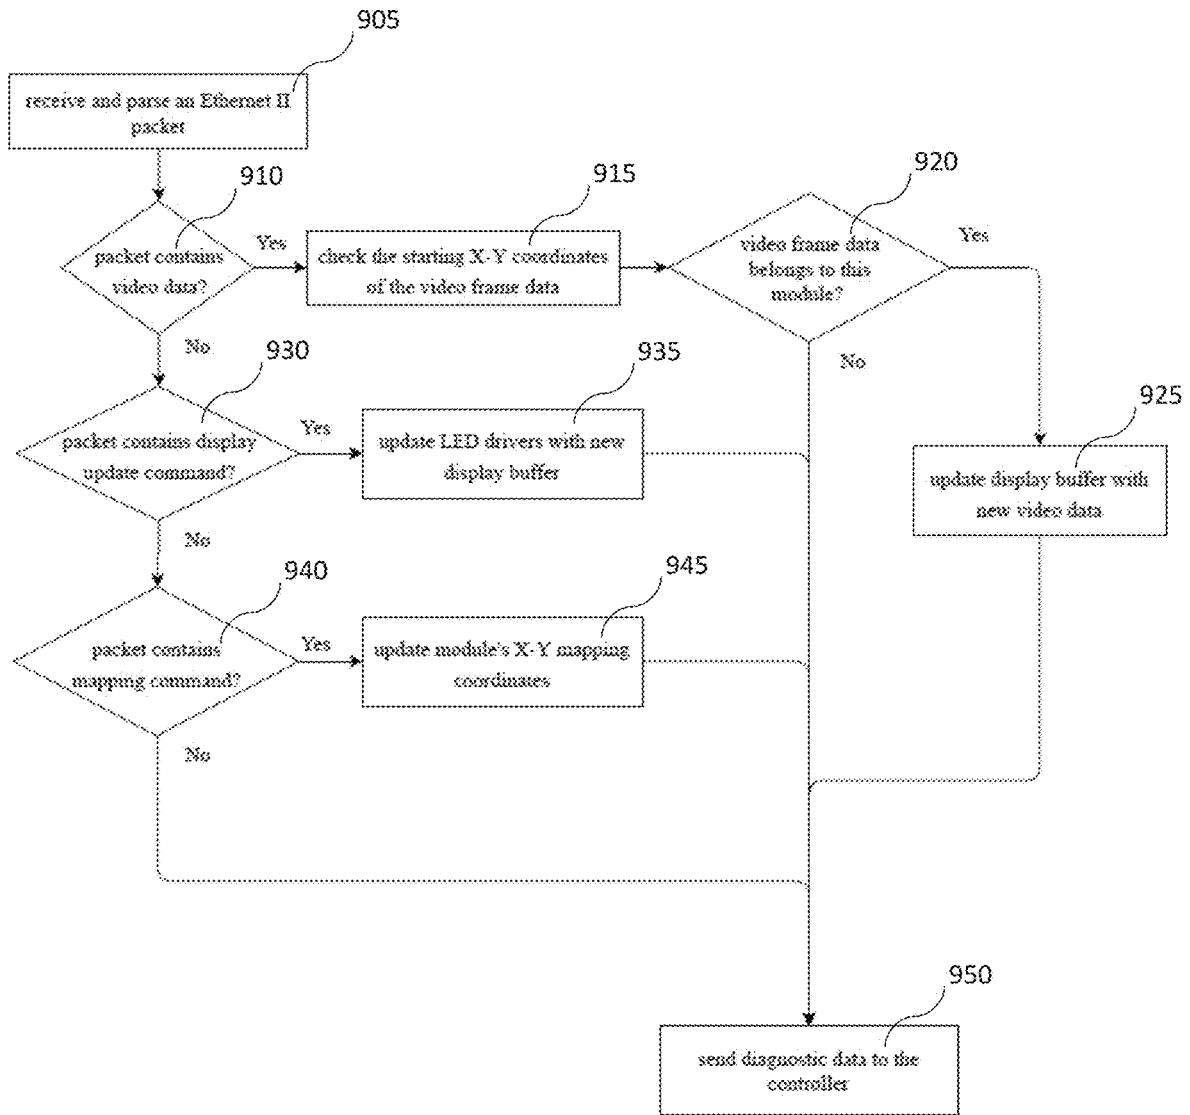 905
receive and parse an Ethernet II
packet
910
packet contains
video data?
Yes
No
915
check the starting X-Y coordinates
of the video frame data
920
video frame data
belongs to this
module?
Yes
No
925
update display buffer with
new video data
930
packet contains display
update command?
Yes
No
935
update LED drivers with new
display buffer
940
packet contains
mapping command?
Yes
No
945
update module's X-Y mapping
coordinates
950
send diagnostic data to the
controller